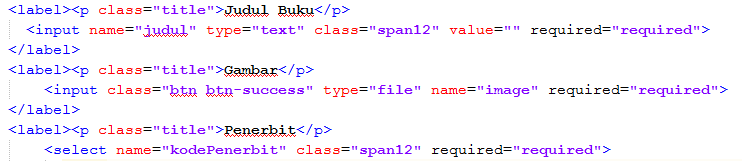 <label><p class="title">Judul Buku</p>
<input name="judul" type="text" class="span12" value="" required="required">
</label>
<label><p class="title">Gambar</p>
<input class="btn btn-success" type="file" name="image" required="required">
</label>
<label><p class="title">Penerbit</p>
<select name="kodePenerbit" class="span12" required="required">